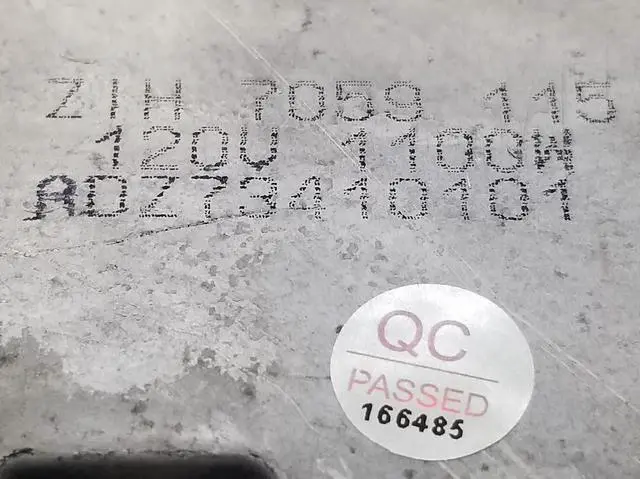 ZIH 7059 115
120V 1100W
ADZ73410101
QC
PASSED
166485